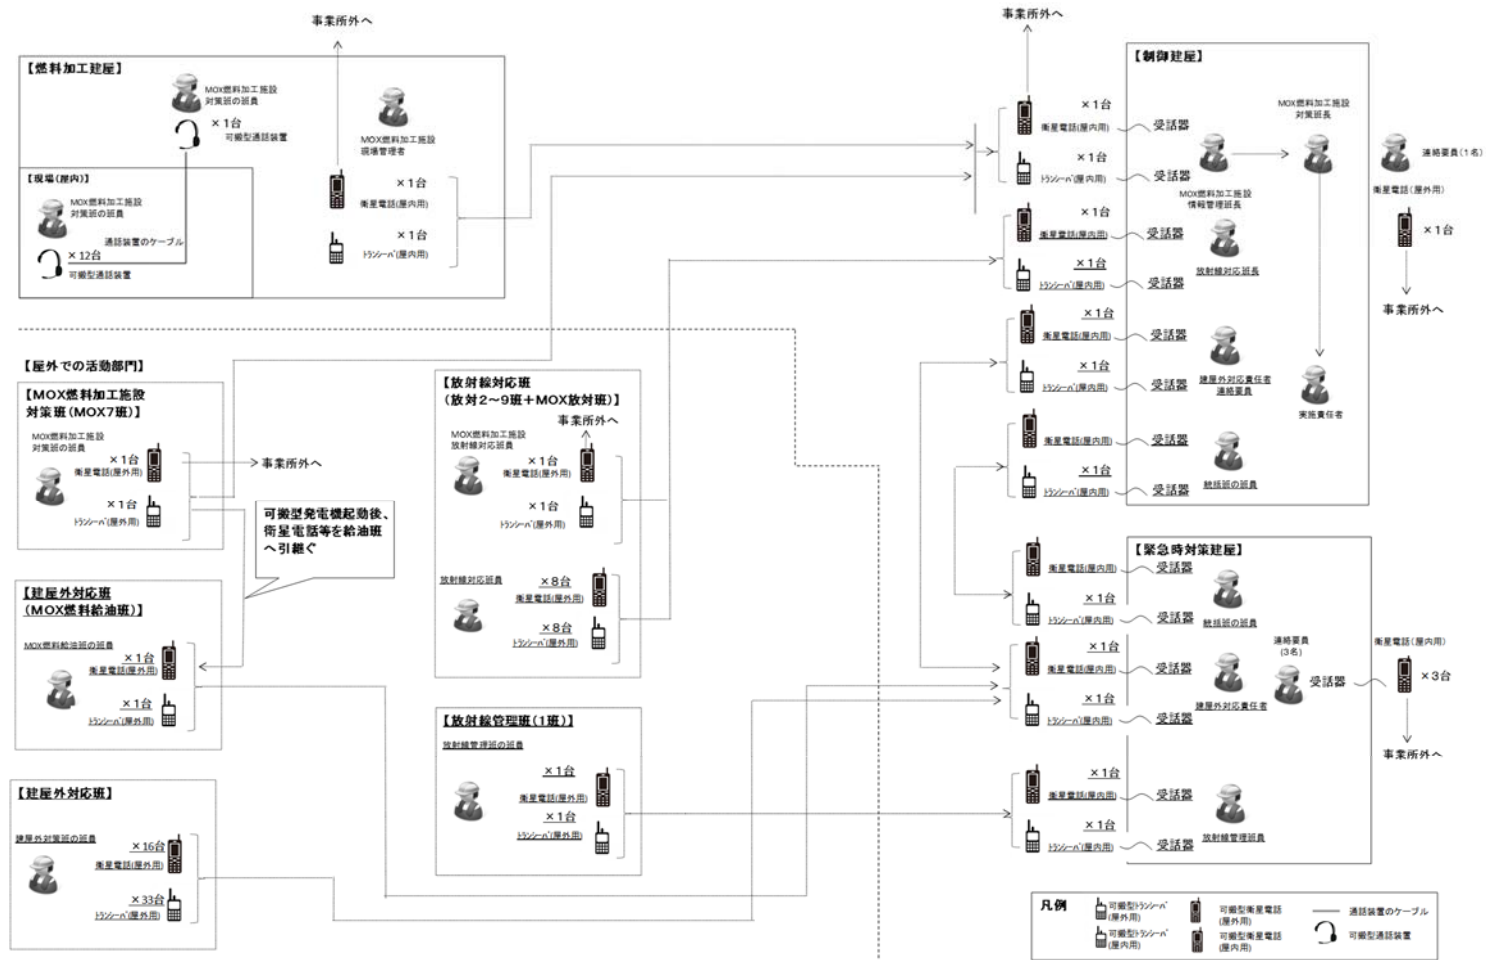 事業所外へ
【燃料加工建屋】
MOX燃料加工施設
対策班の班員
×1台
可搬型通話装置
【現場(屋内)】
MOX燃料加工施設
対策班の班員
通話装置のケーブル
×12台
可搬型通話装置
MOX燃料加工施設
現場管理者
×1台
衛星電話(屋内用)
×1台
トランシーバ(屋内用)
【屋外での活動部門】
【MOX燃料加工施設
対策班(MOX7班)】
MOX燃料加工施設
対策班の班員
×1台
衛星電話(屋外用)
事業所外へ
×1台
トランシーバ(屋外用)
可搬型発電機起動後、
衛星電話等を給油班
へ引継ぐ
【建屋外対応班
(MOX燃料給油班)】
MOX燃料給油班の班員
×1台
衛星電話(屋外用)
×1台
トランシーバ(屋外用)
【建屋外対応班】
建屋外対策班の班員
×16台
衛星電話(屋外用)
×33台
トランシーバ(屋外用)
【放射線対応班
(放対2～9班+MOX放対班)】
事業所外へ
MOX燃料加工施設
放射線対応班員
×1台
衛星電話(屋外用)
×1台
トランシーバ(屋外用)
放射線対応班員
×8台
衛星電話(屋外用)
×8台
トランシーバ(屋外用)
【放射線管理班(1班)】
放射線管理班の班員
×1台
衛星電話(屋外用)
×1台
トランシーバ(屋外用)
事業所外へ
×1台
衛星電話(屋内用)
受話器
×1台
トランシーバ(屋内用)
受話器
×1台
衛星電話(屋内用)
受話器
×1台
トランシーバ(屋内用)
受話器
×1台
衛星電話(屋内用)
受話器
×1台
トランシーバ(屋内用)
受話器
×1台
衛星電話(屋内用)
受話器
×1台
トランシーバ(屋内用)
受話器
【制御建屋】
MOX燃料加工施設
対策班長
MOX燃料加工施設
情報管理班長
放射線対応班長
建屋外対応責任者
連絡要員
実施責任者
統括班の班員
連絡要員(1名)
衛星電話(屋外用)
×1台
事業所外へ
【緊急時対策建屋】
×1台
衛星電話(屋内用)
受話器
×1台
トランシーバ(屋内用)
受話器
統括班の班員
×1台
衛星電話(屋内用)
受話器
×1台
トランシーバ(屋内用)
受話器
建屋外対応責任者
連絡要員
(3名)
受話器
衛星電話(屋内用)
×3台
事業所外へ
×1台
衛星電話(屋内用)
受話器
×1台
トランシーバ(屋内用)
受話器
放射線管理班員
凡例
可搬型トランシーバ
(屋外用)
可搬型トランシーバ
(屋内用)
可搬型衛星電話
(屋外用)
可搬型衛星電話
(屋内用)
通話装置のケーブル
可搬型通話装置